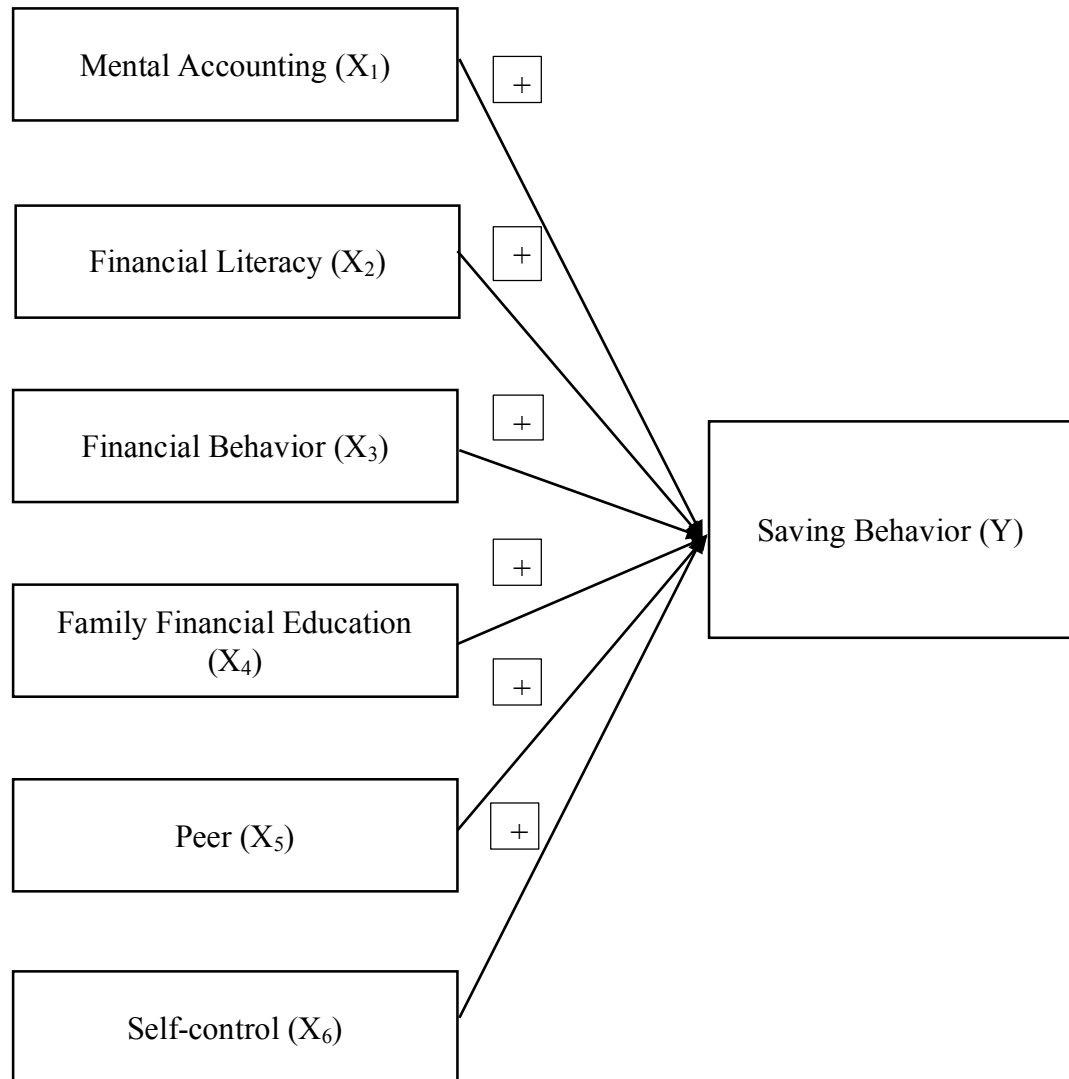 Mental Accounting (X₁)
+
Financial Literacy (X₂)
+
Financial Behavior (X₃)
+
Saving Behavior (Y)
+
Family Financial Education
(X₄)
+
Peer (X₅)
+
Self-control (X₆)